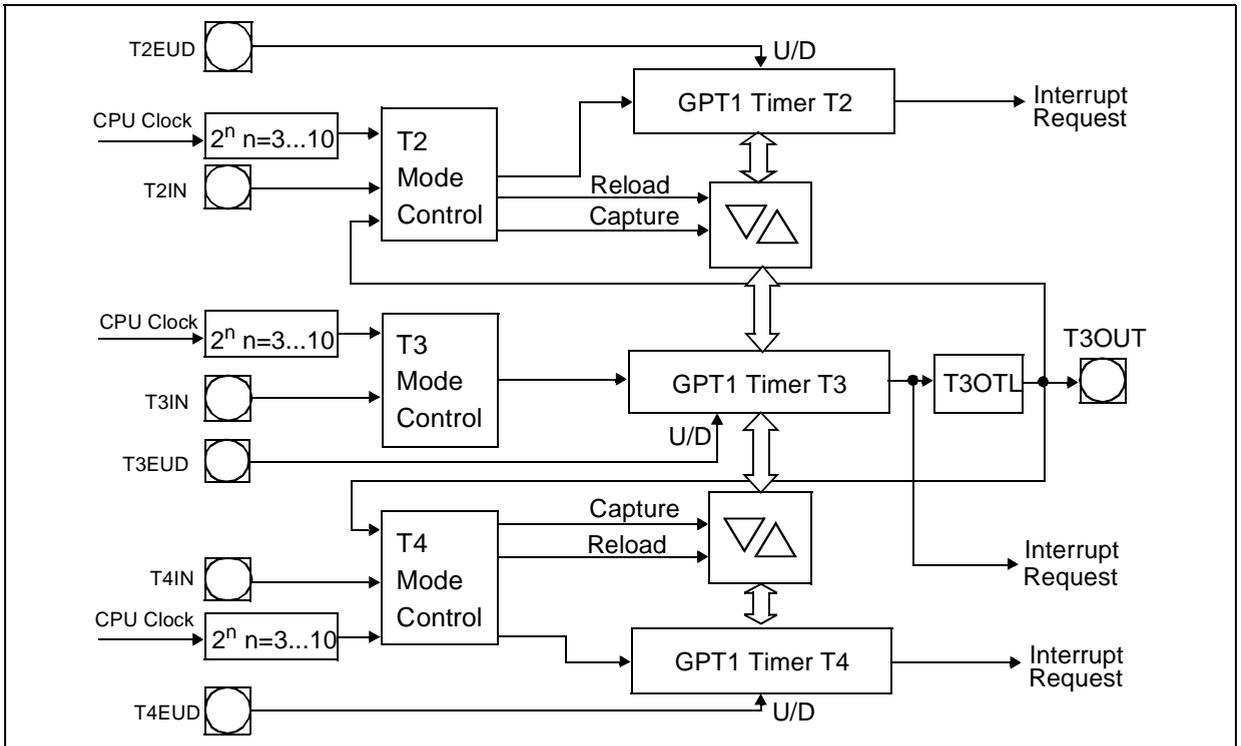 T2EUD
U/D
GPT1 Timer T2
Interrupt
Request
CPU Clock
2ⁿ n=3...10
T2
Mode
Control
T2IN
Reload
Capture
CPU Clock
2ⁿ n=3...10
T3
Mode
Control
T3IN
GPT1 Timer T3
T3OTL
T3OUT
U/D
T3EUD
Capture
Reload
T4
Mode
Control
T4IN
Interrupt
Request
CPU Clock
2ⁿ n=3...10
GPT1 Timer T4
Interrupt
Request
T4EUD
U/D